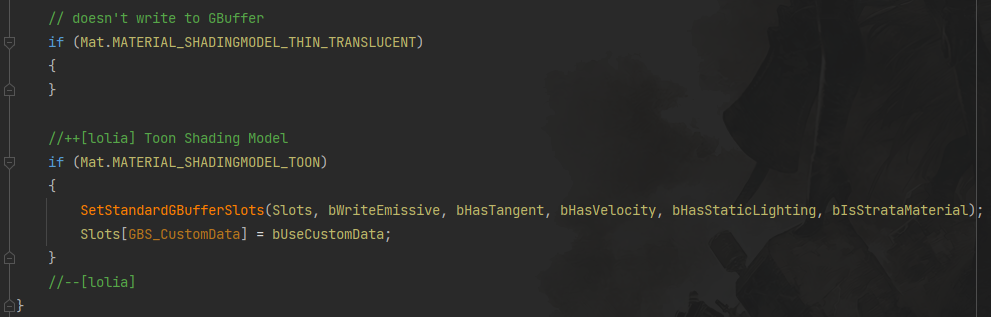 // doesn't write to GBuffer
if (Mat.MATERIAL_SHADINGMODEL_THIN_TRANSLUCENT)
{
}
//++[lolia] Toon Shading Model
if (Mat.MATERIAL_SHADINGMODEL_TOON)
{
SetStandardGBufferSlots(Slots, bWriteEmissive, bHasTangent, bHasVelocity, bHasStaticLighting, bIsStrataMaterial);
Slots[GBS_CustomData] = bUseCustomData;
}
//--[lolia]
}